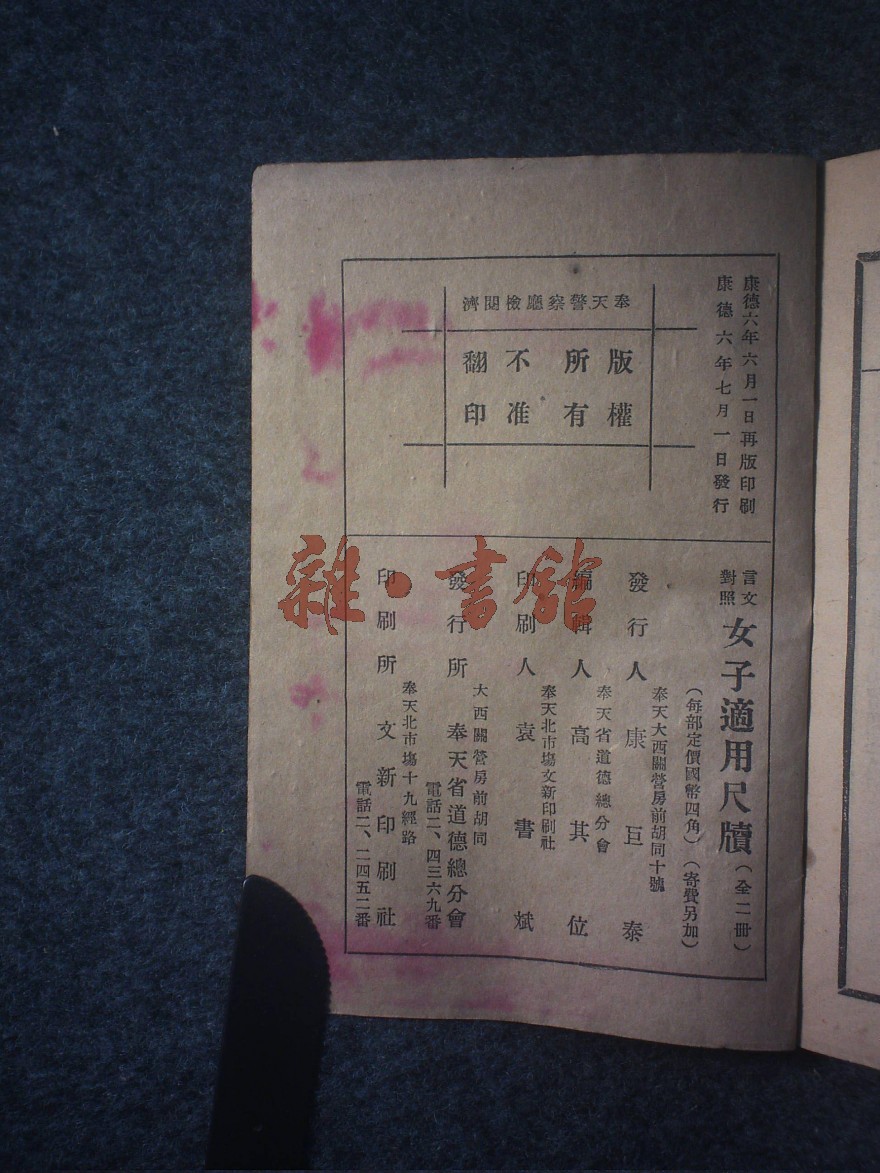 康德六年六月一日再版印刷
康德六年七月一日發行
奉天警察廳檢閱濟
版權
所有
不准
翻印
言文
對照
女子適用尺牘(全二冊)
(每部定價國幣四角)(寄費另加)
奉天大西關營房前胡同十號
發行人康巨泰
奉天省道德總分會
編輯人高其位
奉天北市塲文新印刷社
印刷人袁書斌
大西關營房前胡同
發行所 奉天省道德總分會
電話二、四三六九番
奉天北市塲十九經路
印刷所 文新印刷社
電話二、二四五二番
雜·書館